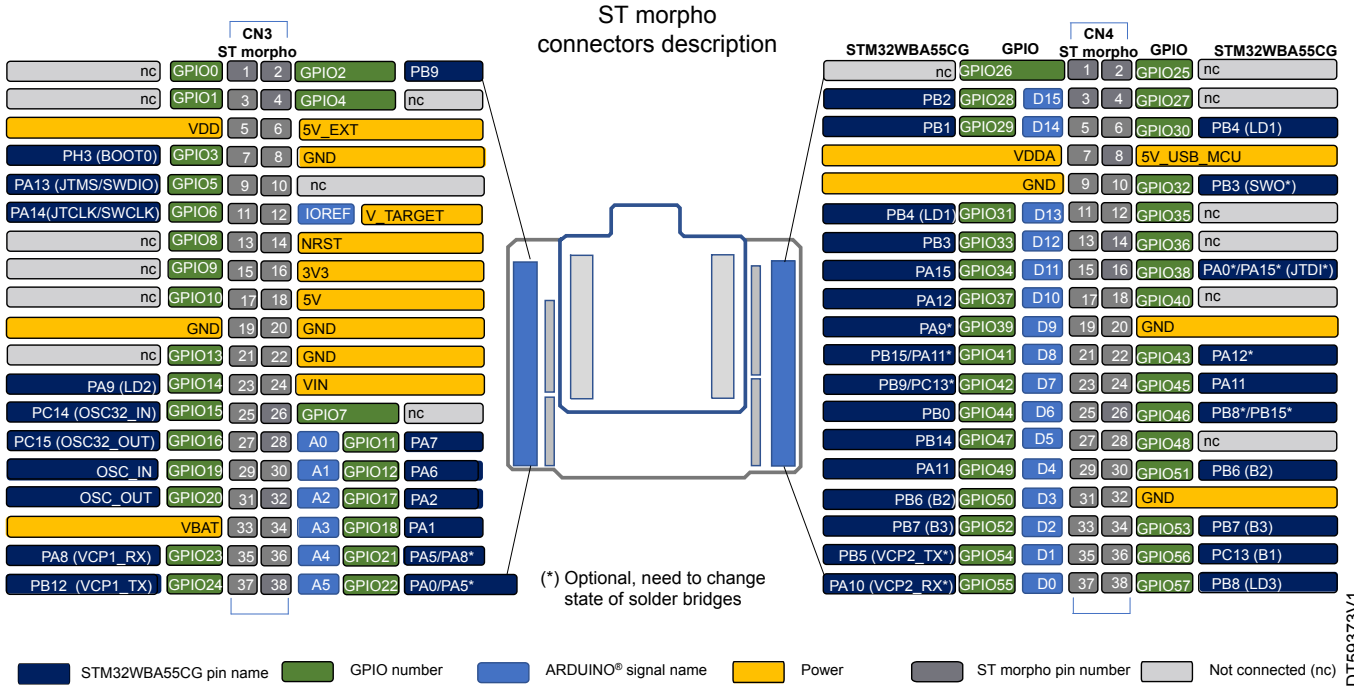 ST morpho
connectors description
CN3
ST morpho
nc GPIO0 1 2 GPIO2 PB9
nc GPIO1 3 4 GPIO4 nc
VDD 5 6 5V_EXT
PH3 (BOOT0) GPIO3 7 8 GND
PA13 (JTMS/SWDIO) GPIO5 9 10 nc
PA14(JTCLK/SWCLK) GPIO6 11 12 IOREF V_TARGET
nc GPIO8 13 14 NRST
nc GPIO9 15 16 3V3
nc GPIO10 17 18 5V
GND 19 20 GND
nc GPIO13 21 22 GND
PA9 (LD2) GPIO14 23 24 VIN
PC14 (OSC32_IN) GPIO15 25 26 GPIO7 nc
PC15 (OSC32_OUT) GPIO16 27 28 A0 GPIO11 PA7
OSC_IN GPIO19 29 30 A1 GPIO12 PA6
OSC_OUT GPIO20 31 32 A2 GPIO17 PA2
VBAT 33 34 A3 GPIO18 PA1
PA8 (VCP1_RX) GPIO23 35 36 A4 GPIO21 PA5/PA8*
PB12 (VCP1_TX) GPIO24 37 38 A5 GPIO22 PA0/PA5*
CN4
STM32WBA55CG GPIO ST morpho GPIO STM32WBA55CG
nc GPIO26 1 2 GPIO25 nc
PB2 GPIO28 D15 3 4 GPIO27 nc
PB1 GPIO29 D14 5 6 GPIO30 PB4 (LD1)
VDDA 7 8 5V_USB_MCU
GND 9 10 GPIO32 PB3 (SWO*)
PB4 (LD1) GPIO31 D13 11 12 GPIO35 nc
PB3 GPIO33 D12 13 14 GPIO36 nc
PA15 GPIO34 D11 15 16 GPIO38 PA0*/PA15* (JTDI*)
PA12 GPIO37 D10 17 18 GPIO40 nc
PA9* GPIO39 D9 19 20 GND
PB15/PA11* GPIO41 D8 21 22 GPIO43 PA12*
PB9/PC13* GPIO42 D7 23 24 GPIO45 PA11
PB0 GPIO44 D6 25 26 GPIO46 PB8*/PB15*
PB14 GPIO47 D5 27 28 GPIO48 nc
PA11 GPIO49 D4 29 30 GPIO51 PB6 (B2)
PB6 (B2) GPIO50 D3 31 32 GND
PB7 (B3) GPIO52 D2 33 34 GPIO53 PB7 (B3)
PB5 (VCP2_TX*) GPIO54 D1 35 36 GPIO56 PC13 (B1)
PA10 (VCP2_RX*) GPIO55 D0 37 38 GPIO57 PB8 (LD3)
(*) Optional, need to change
state of solder bridges
STM32WBA55CG pin name GPIO number ARDUINO® signal name Power ST morpho pin number Not connected (nc)
DT59373V1